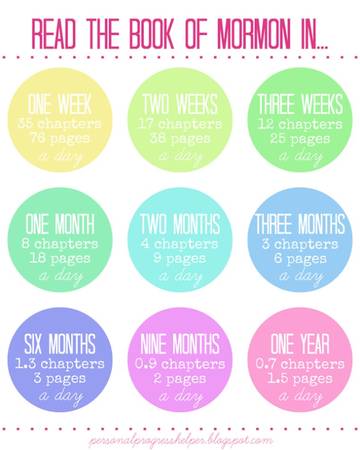 READ THE BOOK OF MORMON IN...
ONE WEEK
35 chapters
76 pages
a day
TWO WEEKS
17 chapters
38 pages
a day
THREE WEEKS
12 chapters
25 pages
a day
ONE MONTH
8 chapters
18 pages
a day
TWO MONTHS
4 chapters
9 pages
a day
THREE MONTHS
3 chapters
6 pages
a day
SIX MONTHS
1.3 chapters
3 pages
a day
NINE MONTHS
0.9 chapters
2 pages
a day
ONE YEAR
0.7 chapters
1.5 pages
a day
personalprogresshelper.blogspot.com